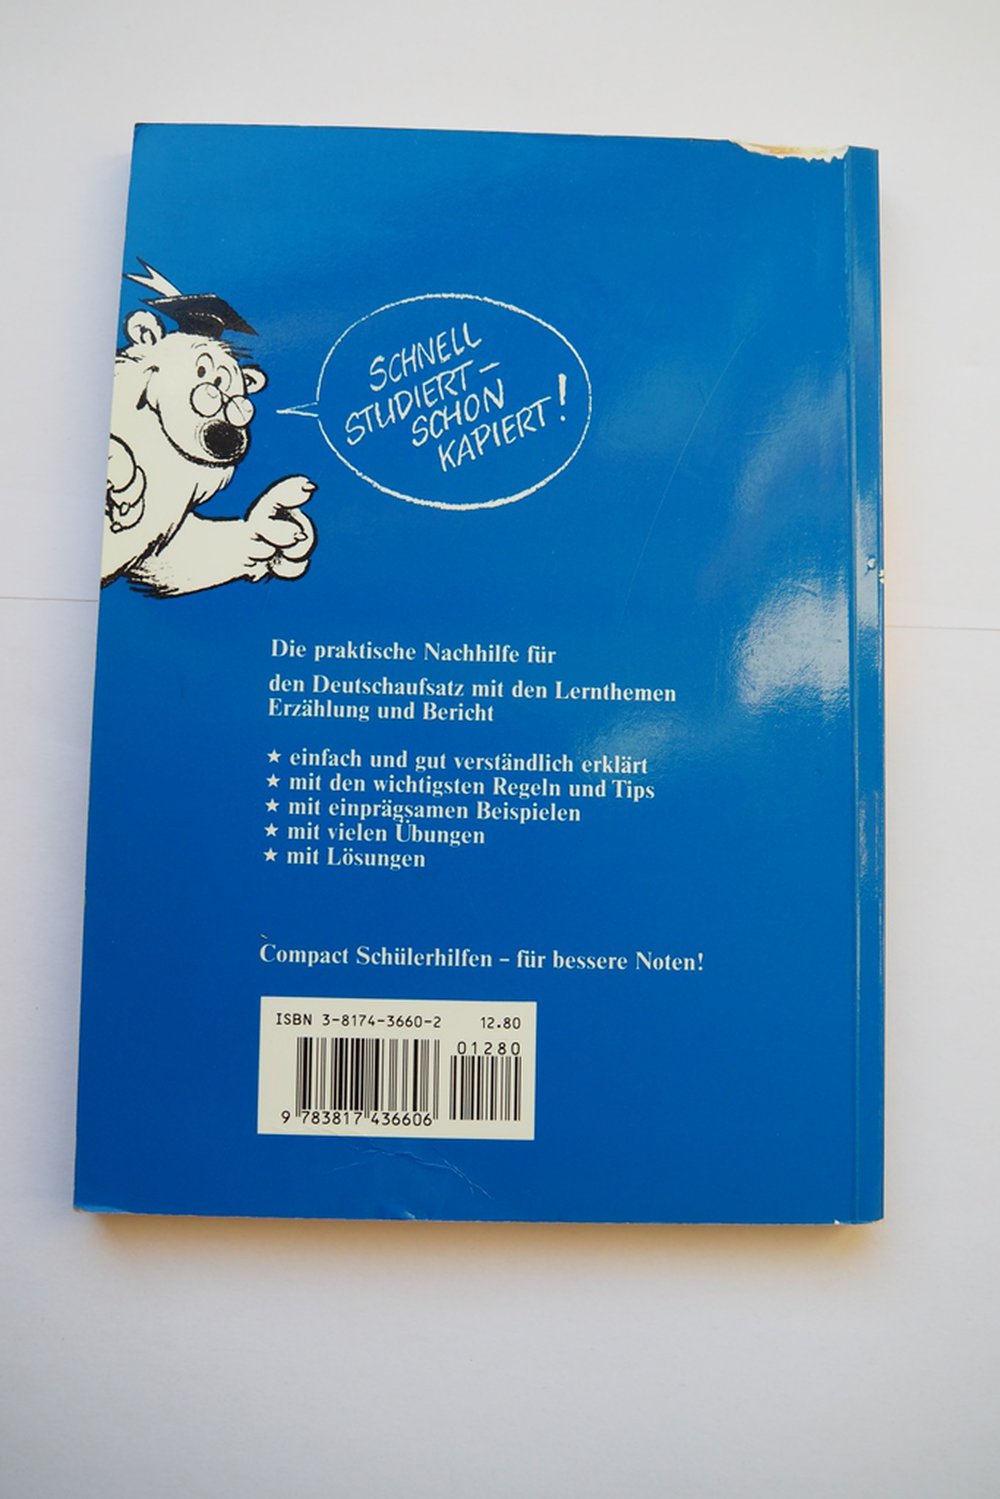 SCHNELL
STUDIERT –
SCHON
KAPIERT!
Die praktische Nachhilfe für
den Deutschaufsatz mit den Lernthemen
Erzählung und Bericht
★ einfach und gut verständlich erklärt
★ mit den wichtigsten Regeln und Tips
★ mit einprägsamen Beispielen
★ mit vielen Übungen
★ mit Lösungen
Compact Schülerhilfen – für bessere Noten!
ISBN 3-8174-3660-2 12.80
01280
9 783817 436606